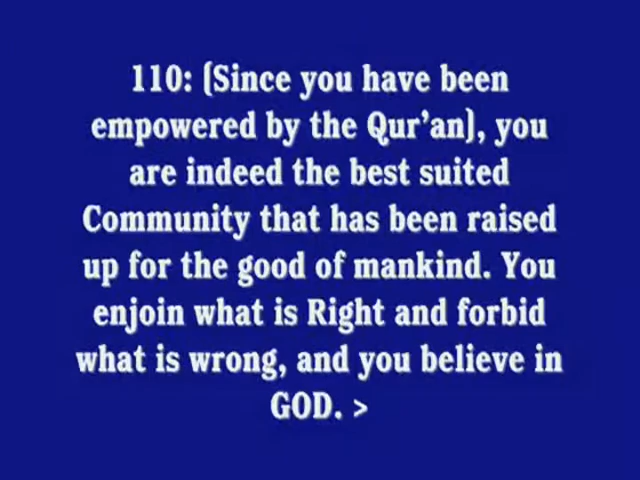 110: (Since you have been
empowered by the Qur'an), you
are indeed the best suited
Community that has been raised
up for the good of mankind. You
enjoin what is Right and forbid
what is wrong, and you believe in
GOD. >